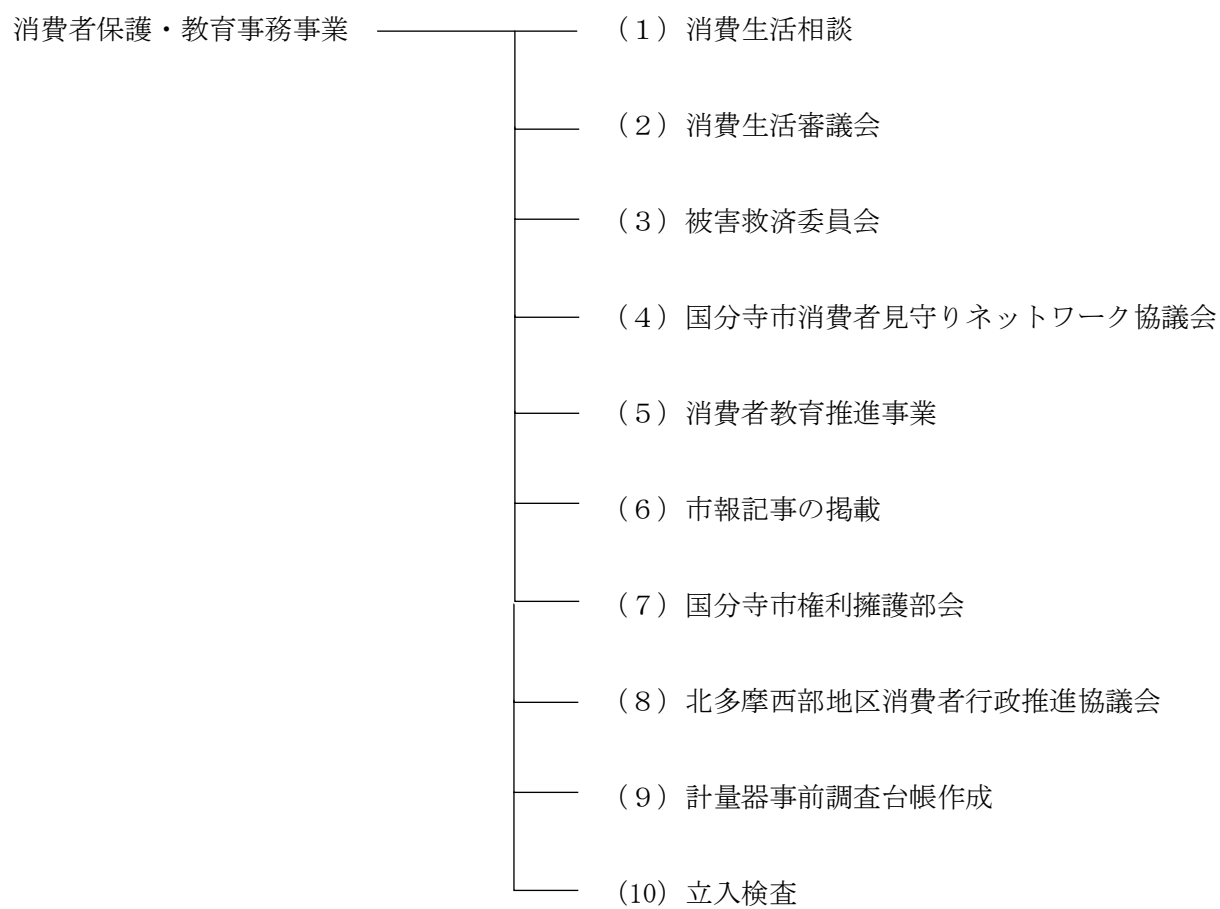 消費者保護・教育事務事業
（１）消費生活相談
（２）消費生活審議会
（３）被害救済委員会
（４）国分寺市消費者見守りネットワーク協議会
（５）消費者教育推進事業
（６）市報記事の掲載
（７）国分寺市権利擁護部会
（８）北多摩西部地区消費者行政推進協議会
（９）計量器事前調査台帳作成
（10）立入検査